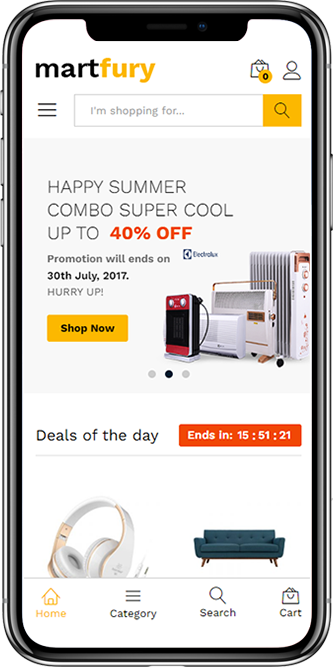 martfury
0
I'm shopping for...
HAPPY SUMMER
COMBO SUPER COOL
UP TO 40% OFF
Promotion will ends on
30th July, 2017.
HURRY UP!
Electrolux
Shop Now
Deals of the day
Ends in: 15 : 51 : 21
Home
Category
Search
Cart